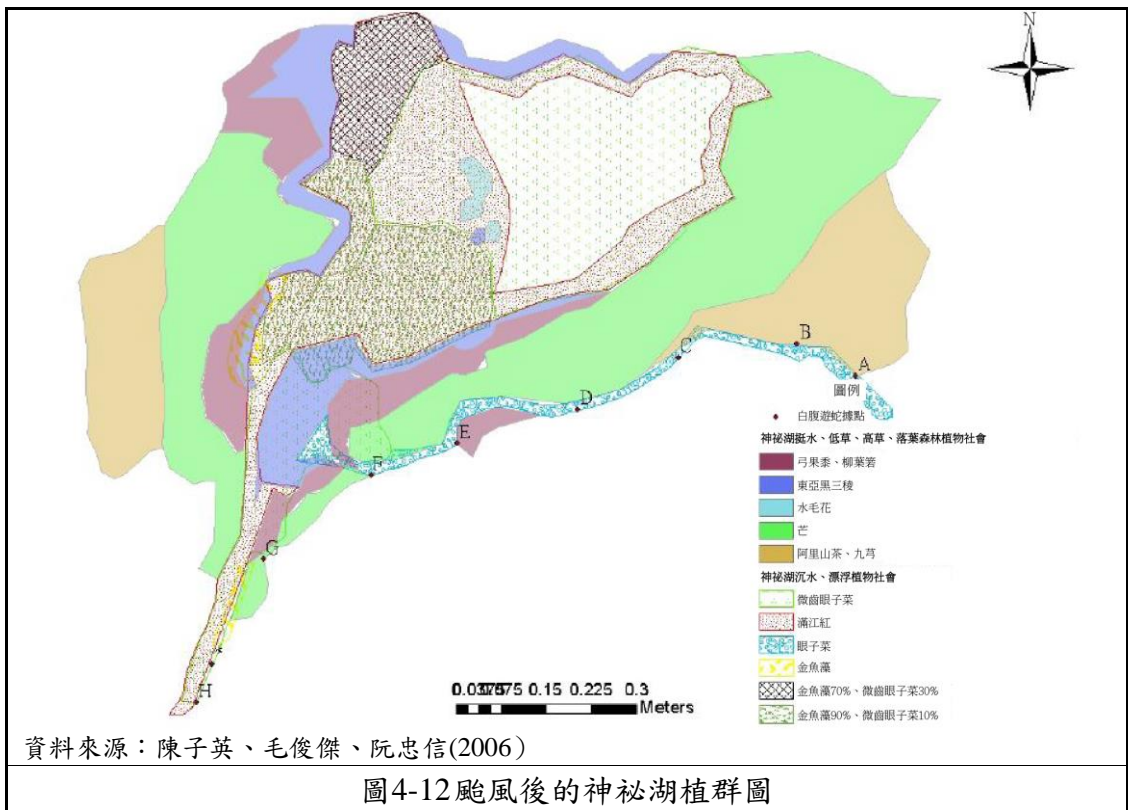 N
B
A
C
D
E
F
G
H
圖例
白腹遊蛇據點
神祕湖挺水、低草、高草、落葉森林植物社會
弓果黍、柳葉箬
東亞黑三稜
水毛花
芒
阿里山茶、九芎
神祕湖沉水、漂浮植物社會
微齒眼子菜
滿江紅
眼子菜
金魚藻
金魚藻70%、微齒眼子菜30%
金魚藻90%、微齒眼子菜10%
0.15 0.225 0.3
Meters
資料來源：陳子英、毛俊傑、阮忠信(2006）
圖4-12颱風後的神祕湖植群圖